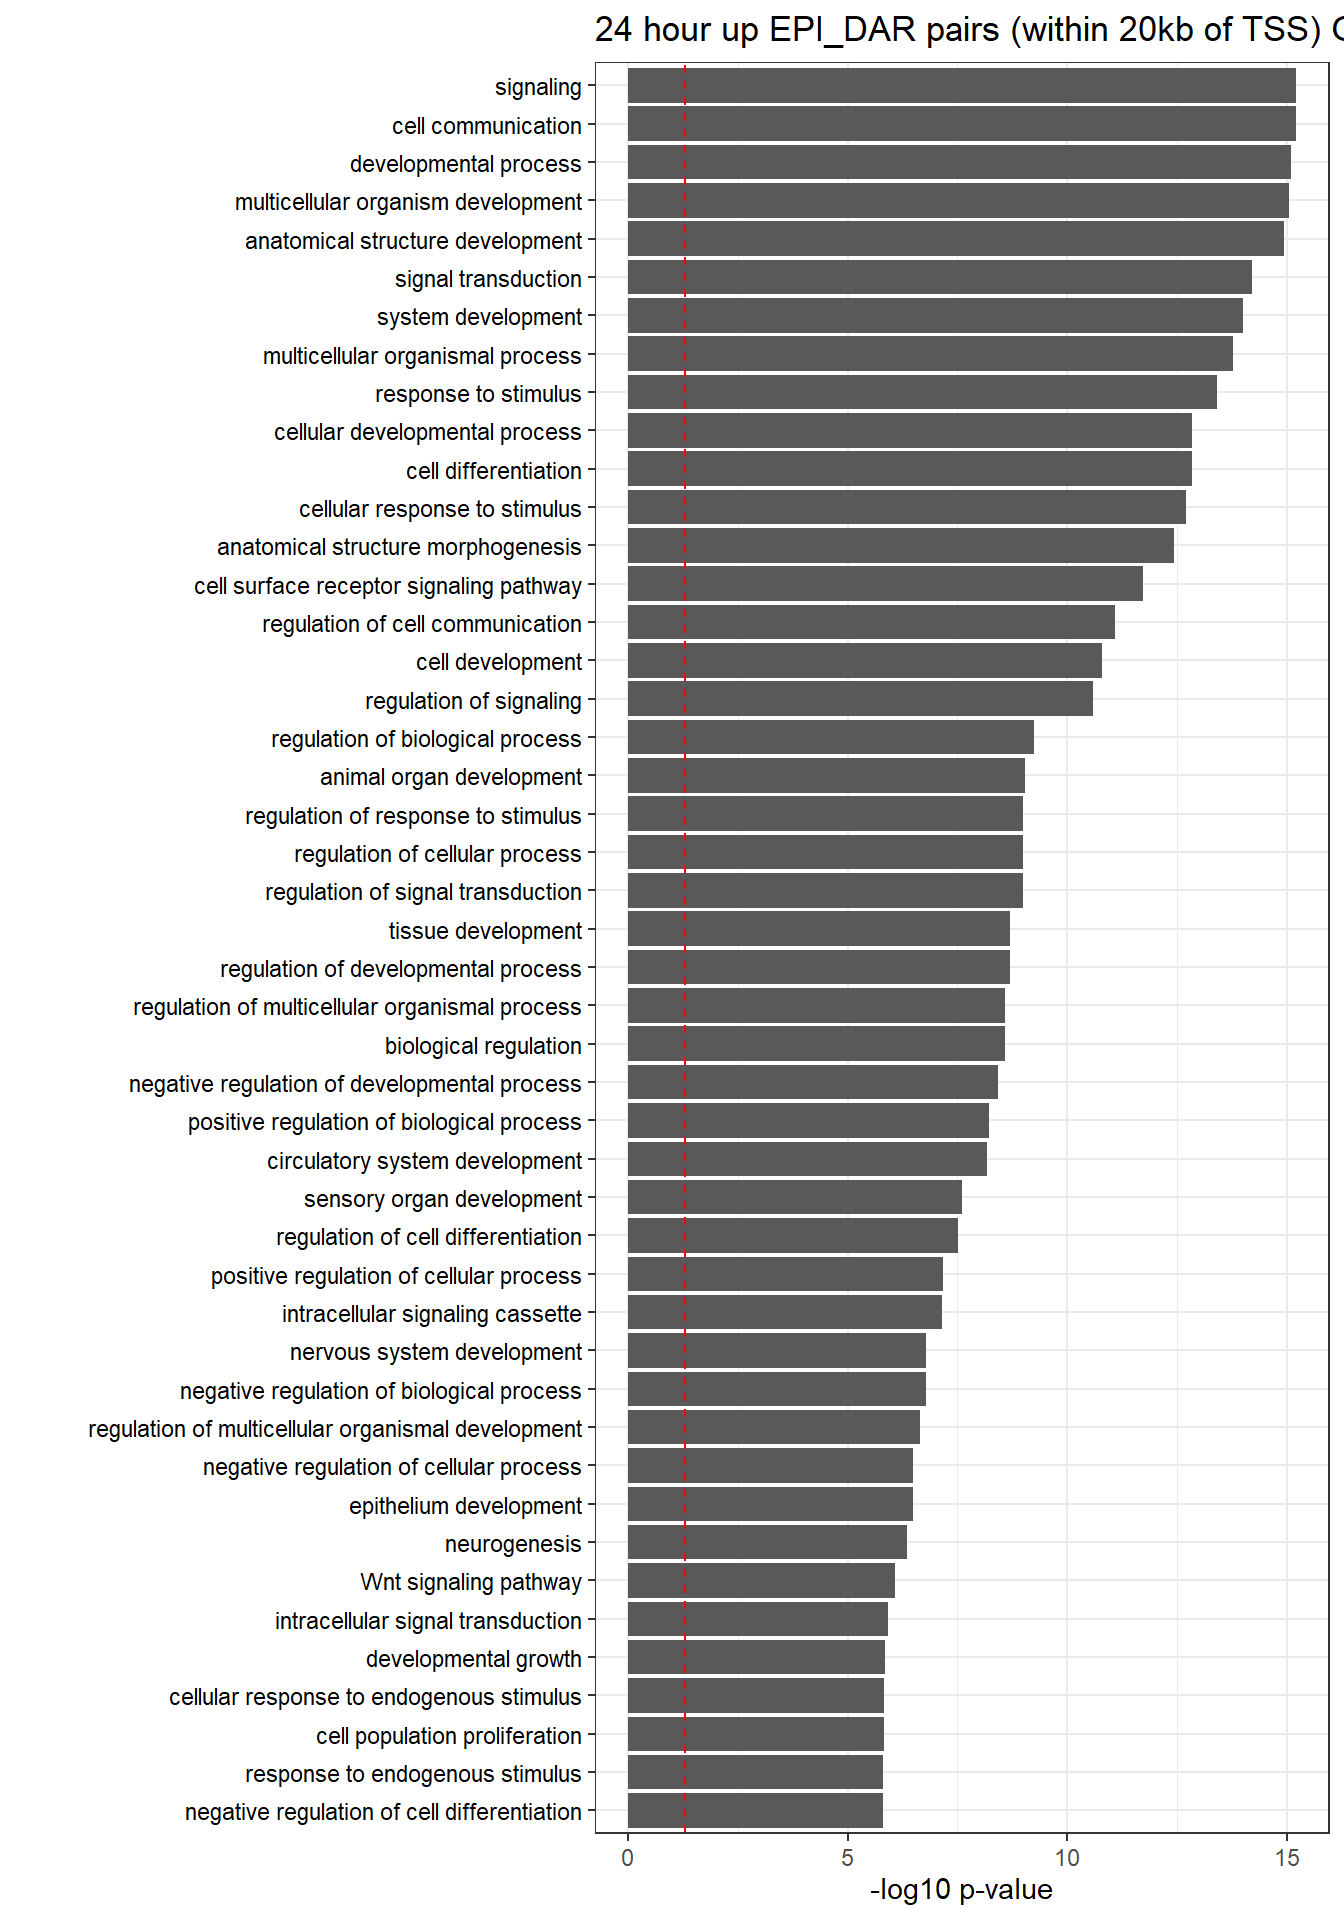 24 hour up EPI_DAR pairs (within 20kb of TSS)
signaling
cell communication
developmental process
multicellular organism development
anatomical structure development
signal transduction
system development
multicellular organismal process
response to stimulus
cellular developmental process
cell differentiation
cellular response to stimulus
anatomical structure morphogenesis
cell surface receptor signaling pathway
regulation of cell communication
cell development
regulation of signaling
regulation of biological process
animal organ development
regulation of response to stimulus
regulation of cellular process
regulation of signal transduction
tissue development
regulation of developmental process
regulation of multicellular organismal process
biological regulation
negative regulation of developmental process
positive regulation of biological process
circulatory system development
sensory organ development
regulation of cell differentiation
positive regulation of cellular process
intracellular signaling cassette
nervous system development
negative regulation of biological process
regulation of multicellular organismal development
negative regulation of cellular process
epithelium development
neurogenesis
Wnt signaling pathway
intracellular signal transduction
developmental growth
cellular response to endogenous stimulus
cell population proliferation
response to endogenous stimulus
negative regulation of cell differentiation
0 5 10 15
-log10 p-value